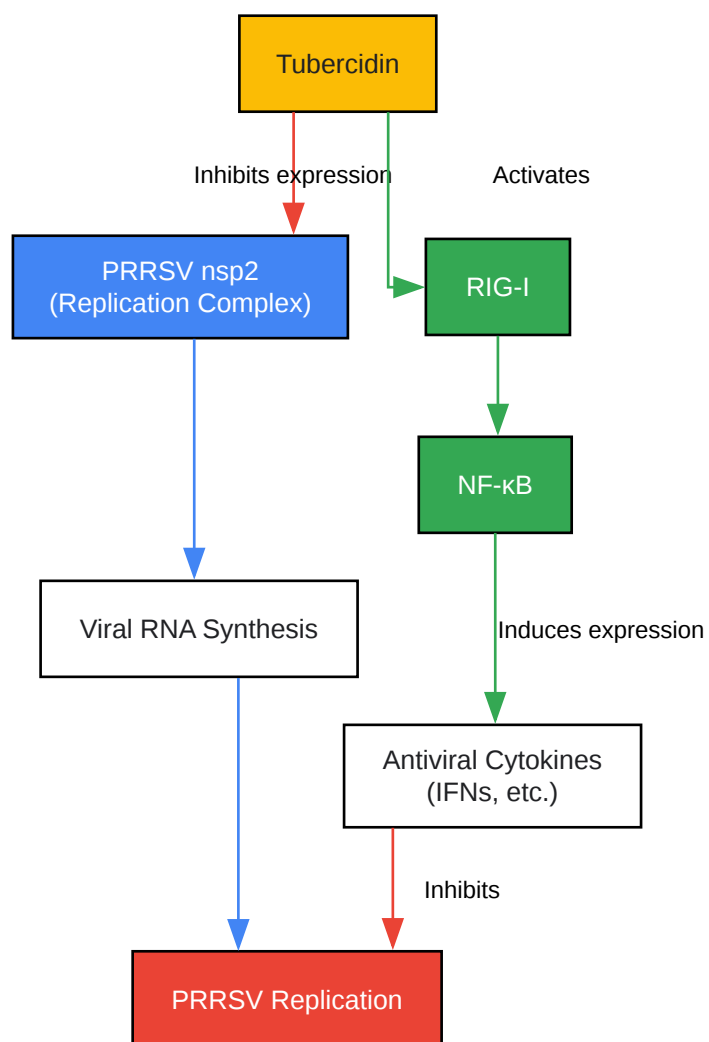 Tubercidin
Inhibits expression
Activates
PRRSV nsp2
(Replication Complex)
RIG-I
NF-κB
Viral RNA Synthesis
Induces expression
Antiviral Cytokines
(IFNs, etc.)
Inhibits
PRRSV Replication